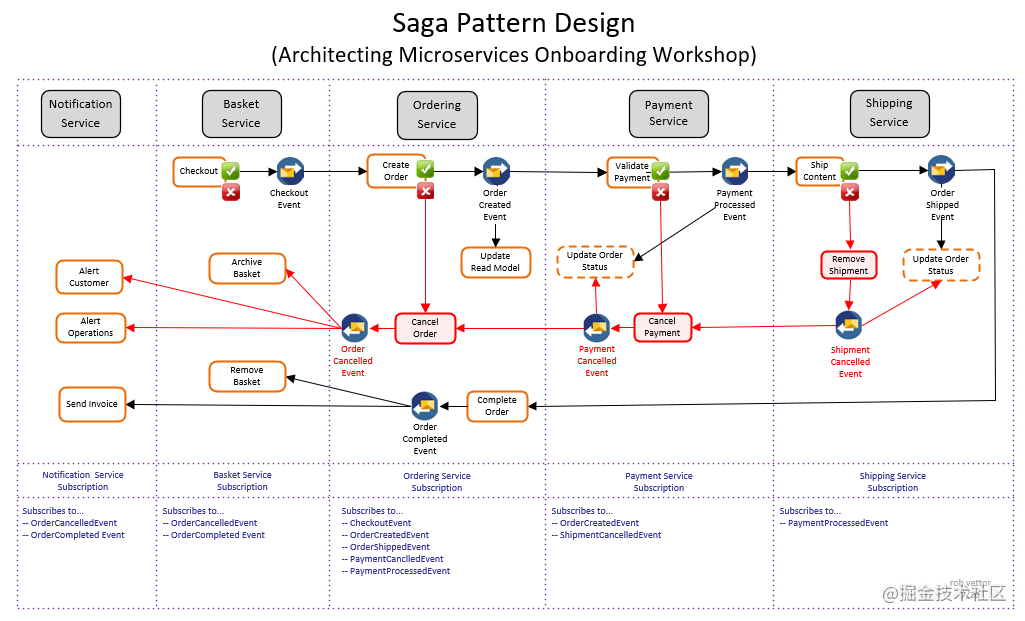 Saga Pattern Design
(Architecting Microservices Onboarding Workshop)
Notification
Service
Basket
Service
Ordering
Service
Payment
Service
Shipping
Service
Checkout
Checkout
Event
Create
Order
Order
Created
Event
Validate
Payment
Payment
Processed
Event
Ship
Content
Order
Shipped
Event
Alert
Customer
Archive
Basket
Update
Read Model
Update Order
Status
Remove
Shipment
Update Order
Status
Alert
Operations
Order
Cancelled
Event
Cancel
Order
Payment
Cancelled
Event
Cancel
Payment
Shipment
Cancelled
Event
Remove
Basket
Send Invoice
Order
Completed
Event
Complete
Order
Notification Service
Subscription
Basket Service
Subscription
Ordering Service
Subscription
Payment Service
Subscription
Shipping Service
Subscription
Subscribes to...
-- OrderCancelledEvent
-- OrderCompleted Event
Subscribes to...
-- OrderCancelledEvent
-- OrderCompleted Event
Subscribes to...
-- CheckoutEvent
-- OrderCreatedEvent
-- OrderShippedEvent
-- PaymentCanclledEvent
-- PaymentProcessedEvent
Subscribes to...
-- OrderCreatedEvent
-- ShipmentCancelledEvent
Subscribes to...
-- PaymentProcessedEvent
rob vettor
@掘金技术社区